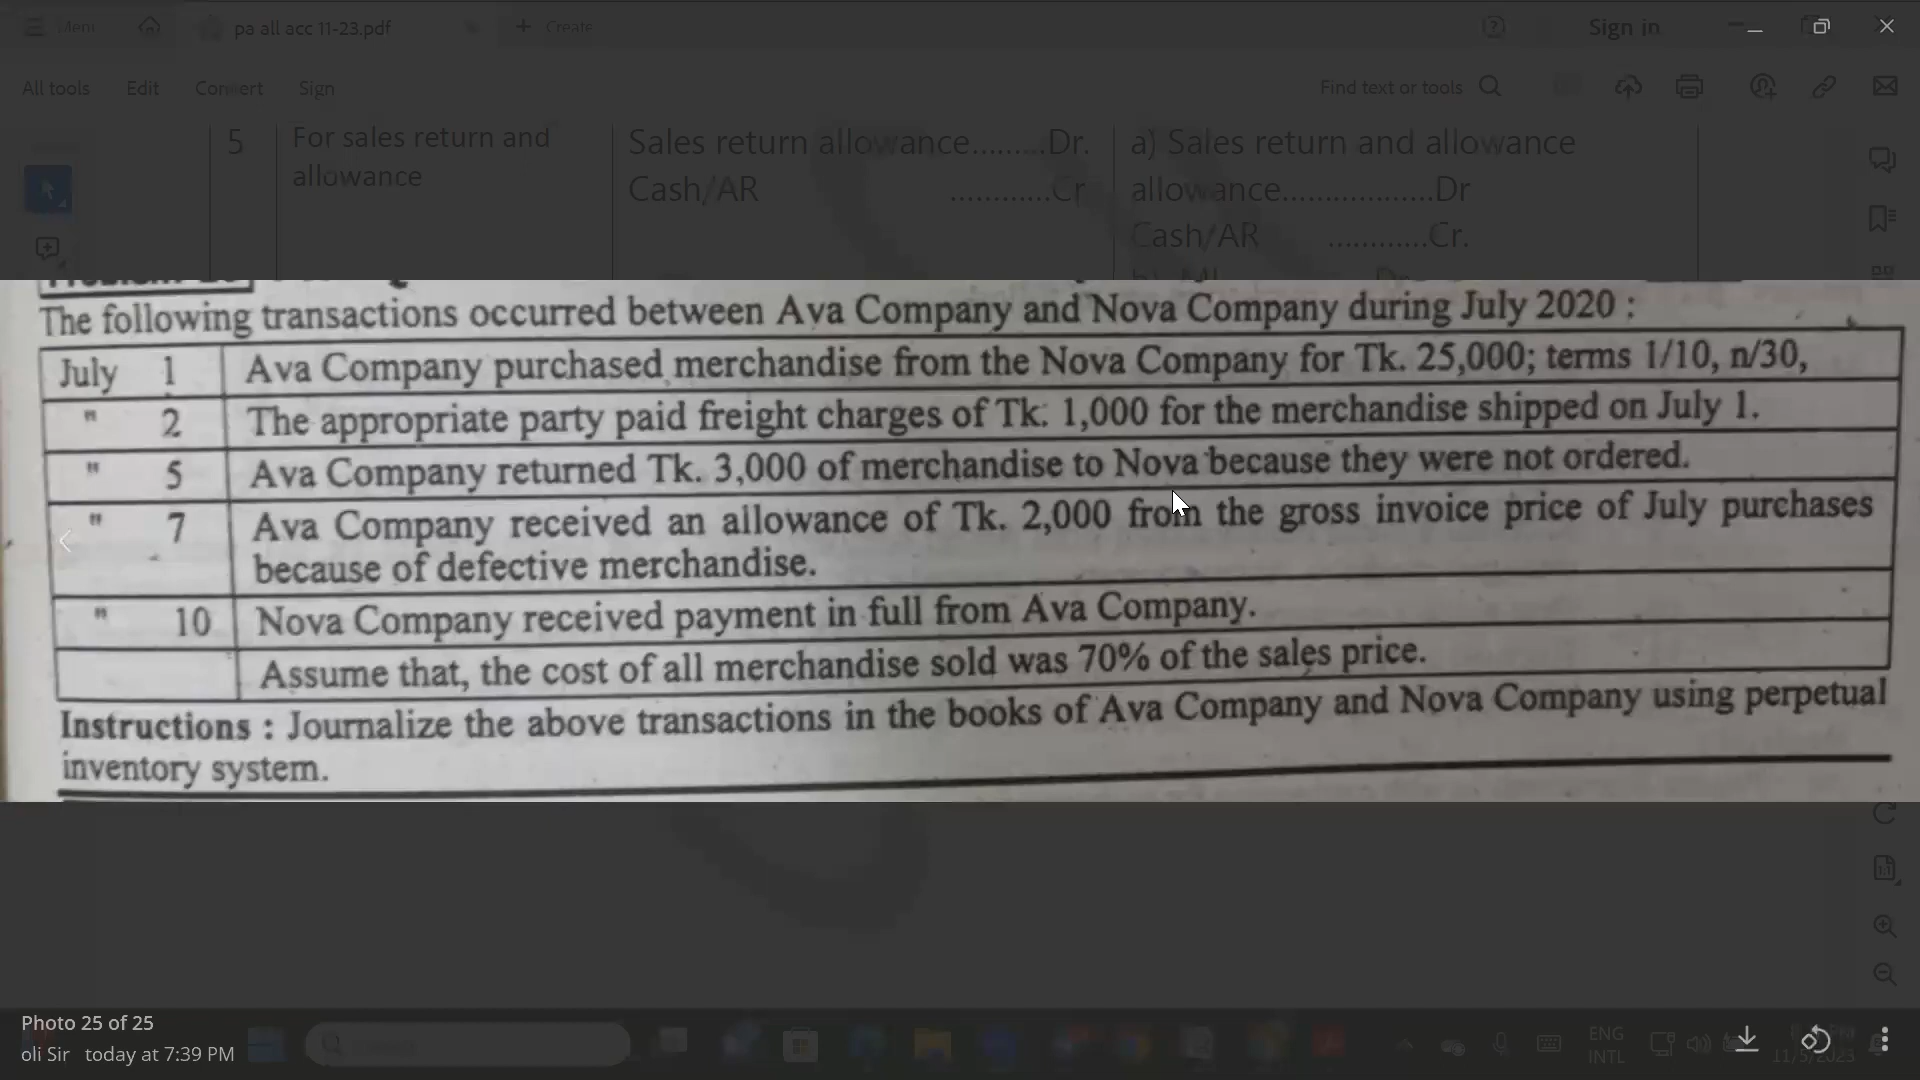 Menu
pa all acc 11-23.pdf
+ Create
Sign in
All tools Edit Convert Sign
Find text or tools
5 For sales return and allowance
Sales return allowance.........Dr.
Cash/AR ............Cr
a) Sales return and allowance
allowance..................Dr
Cash/AR ............Cr.
The following transactions occurred between Ava Company and Nova Company during July 2020 :
July 1 Ava Company purchased merchandise from the Nova Company for Tk. 25,000; terms 1/10, n/30,
" 2 The appropriate party paid freight charges of Tk. 1,000 for the merchandise shipped on July 1.
" 5 Ava Company returned Tk. 3,000 of merchandise to Nova because they were not ordered.
" 7 Ava Company received an allowance of Tk. 2,000 from the gross invoice price of July purchases
because of defective merchandise.
" 10 Nova Company received payment in full from Ava Company.
Assume that, the cost of all merchandise sold was 70% of the sales price.
Instructions : Journalize the above transactions in the books of Ava Company and Nova Company using perpetual
inventory system.
Photo 25 of 25
oli Sir today at 7:39 PM
ENG
INTL
11/5/2023